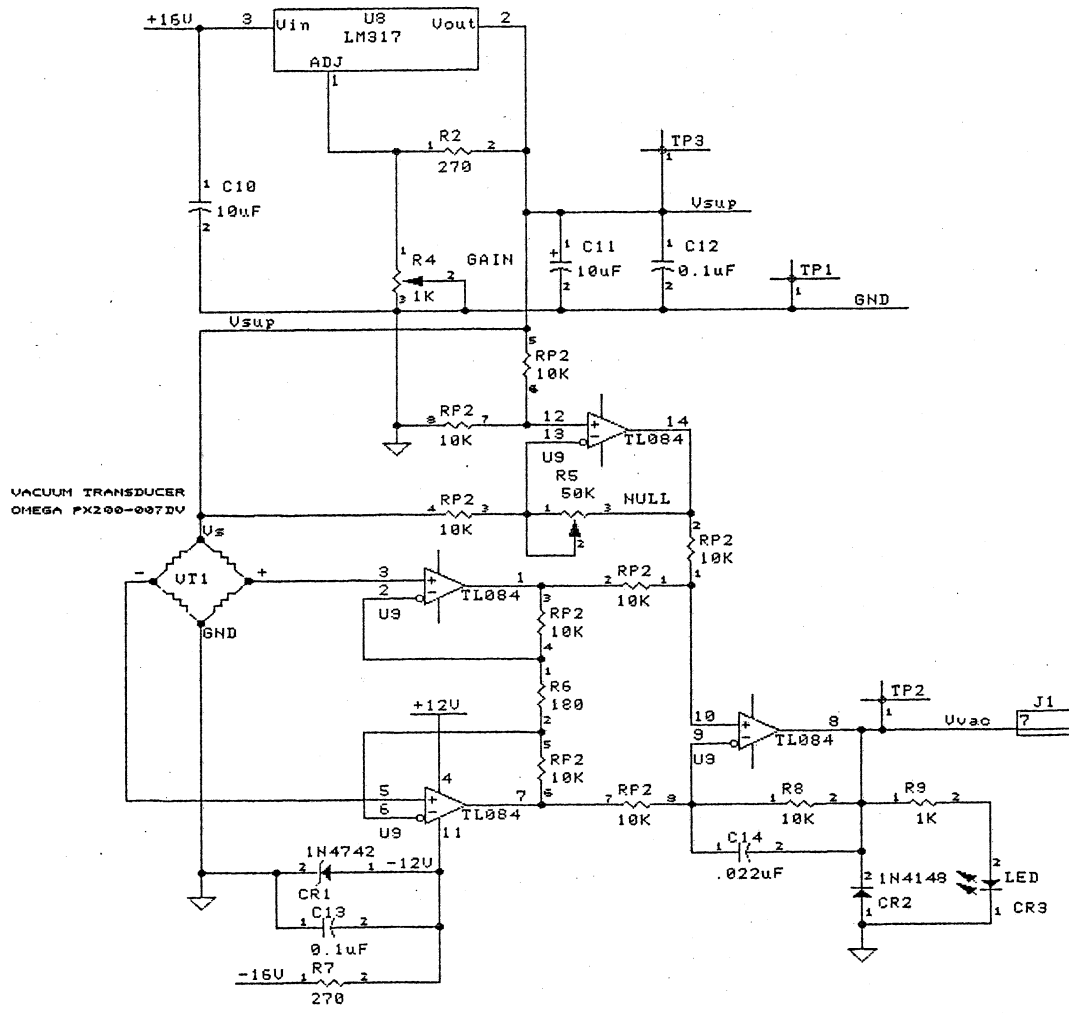 +16V
3
Vin
U8
Vout
2
LM317
ADJ
1
R2
1
2
270
TP3
1
1
C10
10uF
2
Vsup
1
R4
2
GAIN
3
1K
+
1
C11
10uF
2
1
C12
0.1uF
2
TP1
1
GND
Vsup
5
RP2
10K
6
8
RP2
7
10K
12
+
13
-
14
TL084
U9
R5
50K
1
3
NULL
2
VACUUM TRANSDUCER
OMEGA PX200-007DV
4
RP2
3
10K
2
RP2
10K
1
Vs
-
VT1
+
GND
3
+
2
-
1
TL084
U9
2
RP2
1
10K
3
RP2
10K
4
1
R6
180
2
5
RP2
10K
6
+12V
4
5
+
6
-
7
TL084
U9
11
10
+
9
-
8
TL084
U9
TP2
1
Vvac
J1
7
7
RP2
8
10K
1
R8
2
10K
1
R9
2
1K
1
C14
2
.022uF
1N4742
2
1
-12V
CR1
1
C13
2
0.1uF
-16V
1
R7
2
270
2
1N4148
CR2
1
2
LED
1
CR3